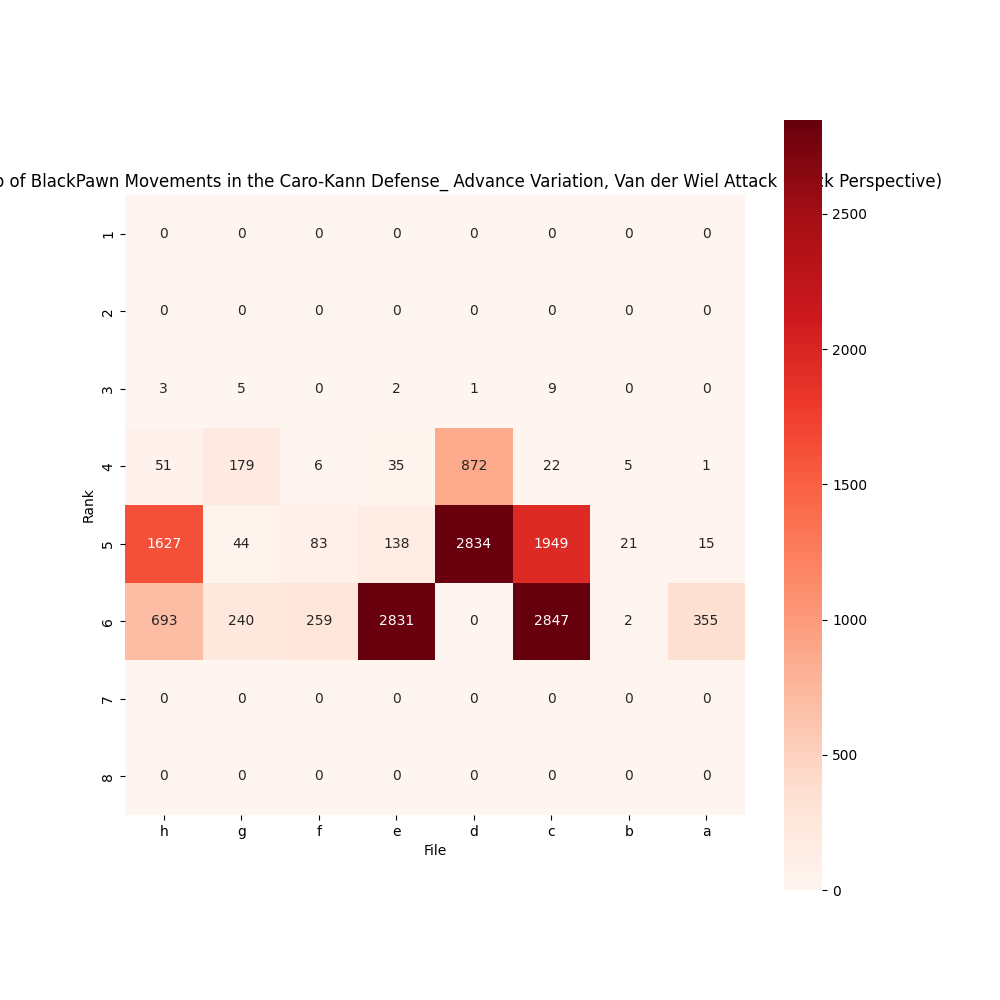 of BlackPawn Movements in the Caro-Kann Defense_ Advance Variation, Van der Wiel Attack Perspective)
2500
1 0 0 0 0 0 0 0 0
2 0 0 0 0 0 0 0 0
2000
3 3 5 0 2 1 9 0 0
4 51 179 6 35 872 22 5 1
1500
Rank
5 1627 44 83 138 2834 1949 21 15
6 693 240 259 2831 0 2847 2 355
1000
7 0 0 0 0 0 0 0 0
500
8 0 0 0 0 0 0 0 0
h g f e d c b a
File
0